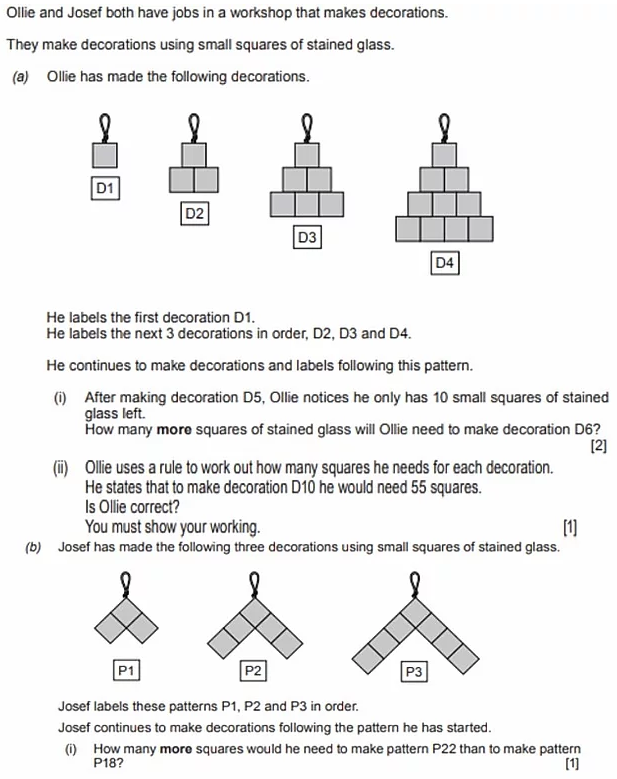 Ollie and Josef both have jobs in a workshop that makes decorations.
They make decorations using small squares of stained glass.
(a) Ollie has made the following decorations.
D1
D2
D3
D4
He labels the first decoration D1.
He labels the next 3 decorations in order, D2, D3 and D4.
He continues to make decorations and labels following this pattern.
(i) After making decoration D5, Ollie notices he only has 10 small squares of stained
glass left.
How many more squares of stained glass will Ollie need to make decoration D6?
[2]
(ii) Ollie uses a rule to work out how many squares he needs for each decoration.
He states that to make decoration D10 he would need 55 squares.
Is Ollie correct?
You must show your working. [1]
(b) Josef has made the following three decorations using small squares of stained glass.
P1
P2
P3
Josef labels these patterns P1, P2 and P3 in order.
Josef continues to make decorations following the pattern he has started.
(i) How many more squares would he need to make pattern P22 than to make pattern
P18? [1]